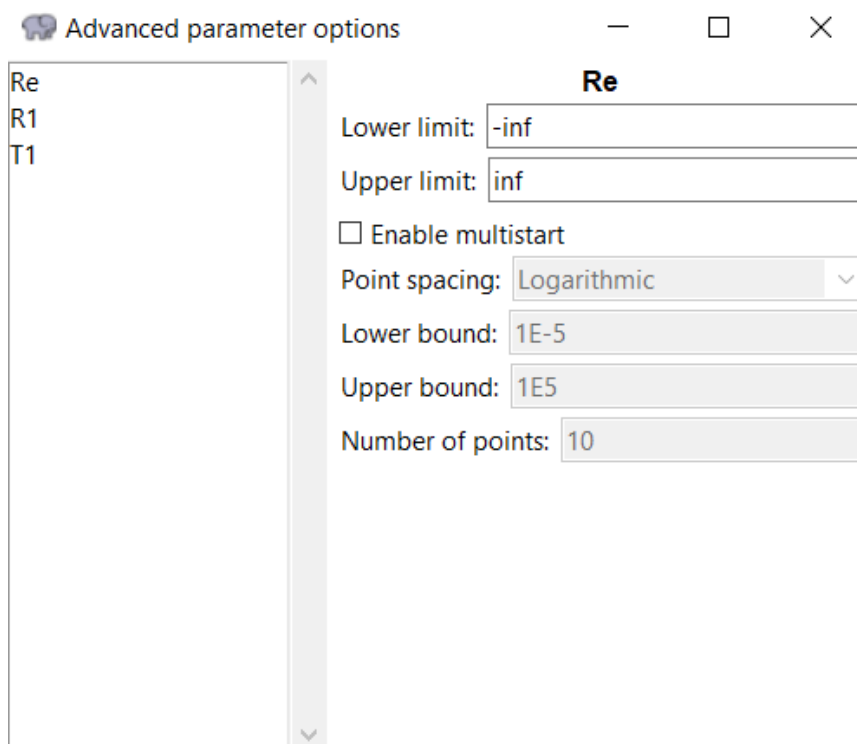 Advanced parameter options
Re
R1
T1
Re
Lower limit: -inf
Upper limit: inf
Enable multistart
Point spacing: Logarithmic
Lower bound: 1E-5
Upper bound: 1E5
Number of points: 10